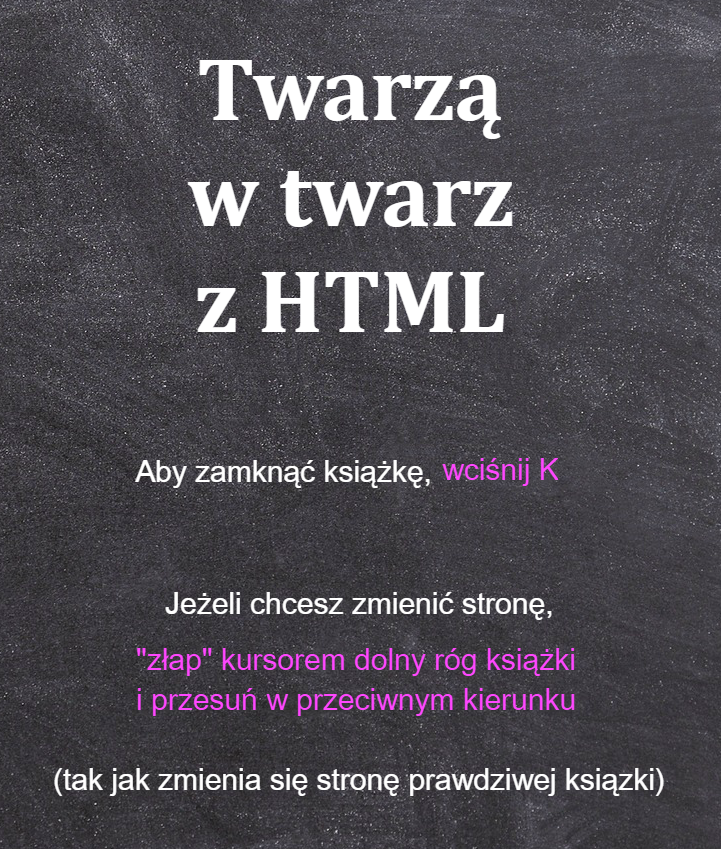 Twarzą
w twarz
z HTML
Aby zamknąć książkę, wciśnij K
Jeżeli chcesz zmienić stronę,
"złap" kursorem dolny róg książki
i przesuń w przeciwnym kierunku
(tak jak zmienia się stronę prawdziwej ksiązki)